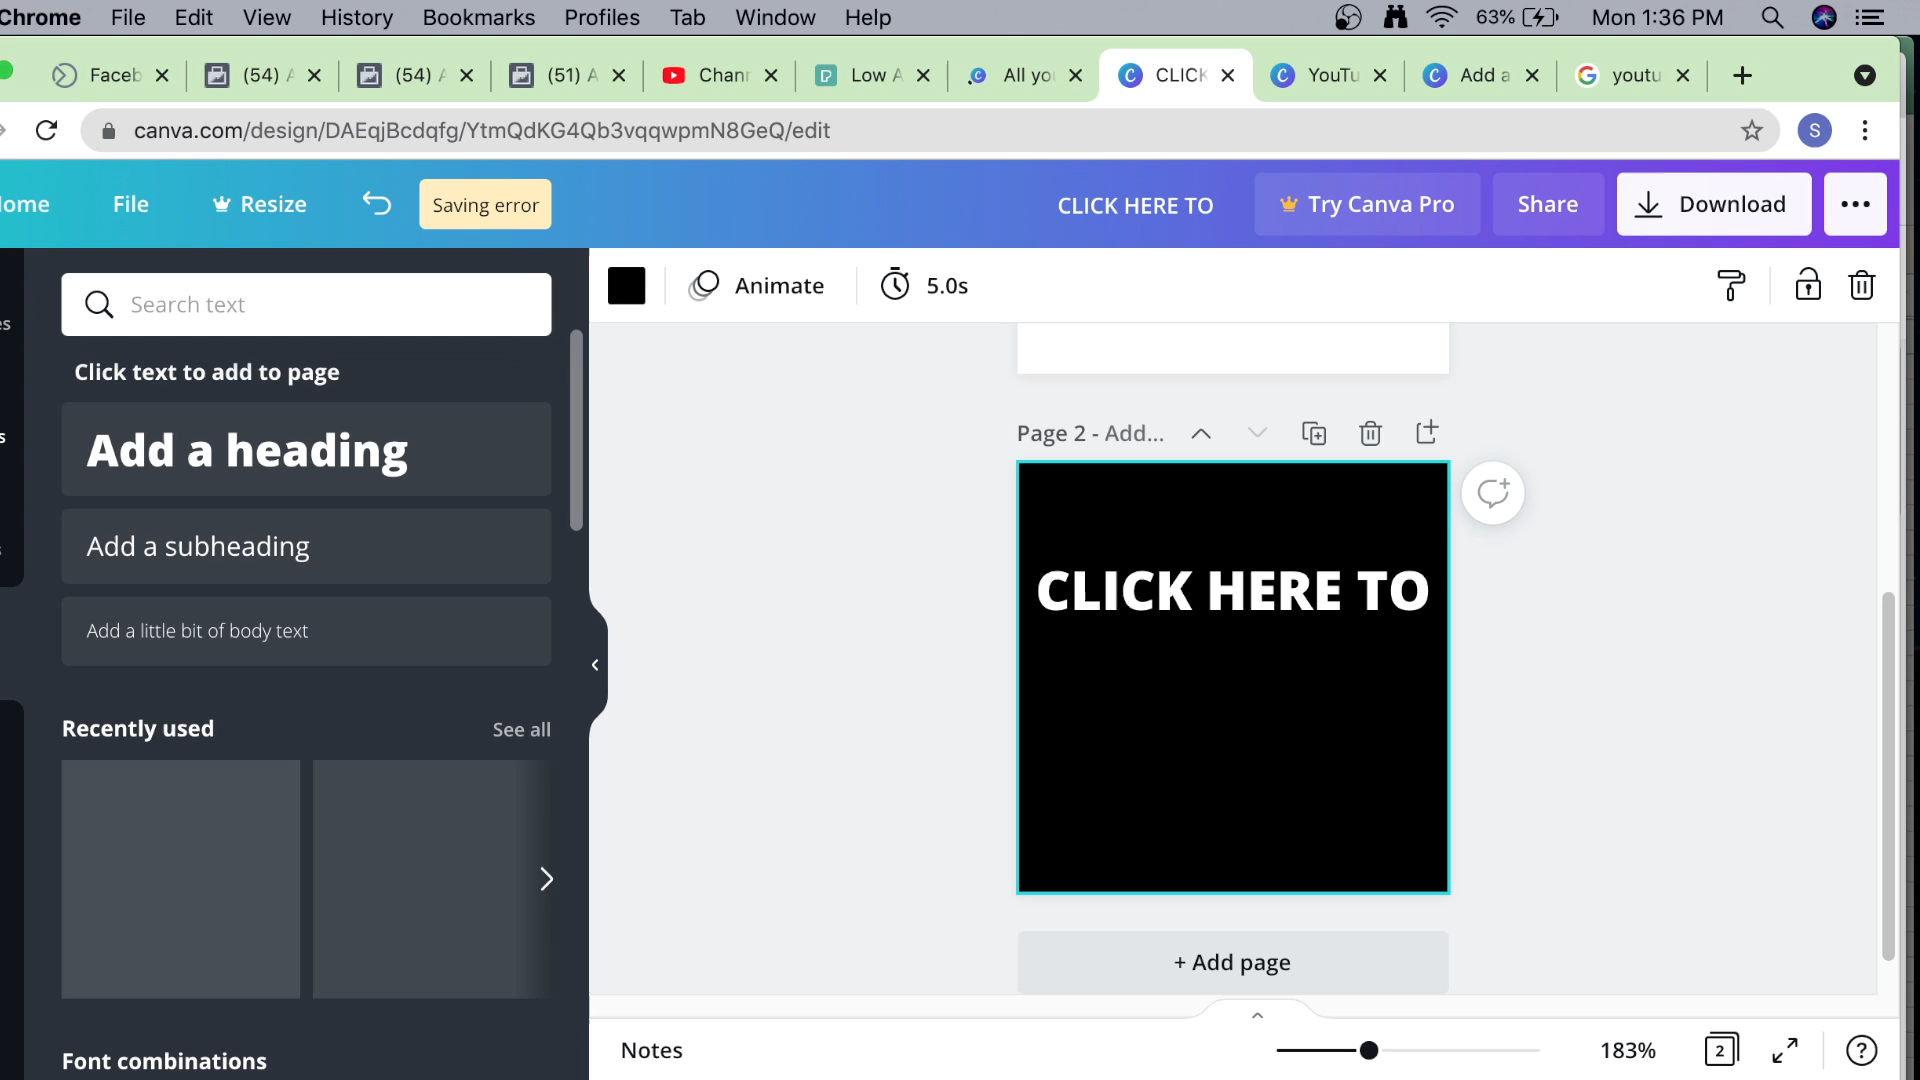 Chrome File Edit View History Bookmarks Profiles Tab Window Help 63% Mon 1:36 PM
Faceb (54) A (54) A (51) A Chann Low A All you CLICK YouTu Add a youtu
canva.com/design/DAEqjBcdqfg/YtmQdKG4Qb3vqqwpmN8GeQ/edit S
ome File Resize Saving error CLICK HERE TO Try Canva Pro Share Download
Search text
Animate 5.0s
es
Click text to add to page
Add a heading
s
Page 2 - Add...
Add a subheading
CLICK HERE TO
Add a little bit of body text
Recently used See all
+ Add page
Font combinations
Notes 183% 2 ?